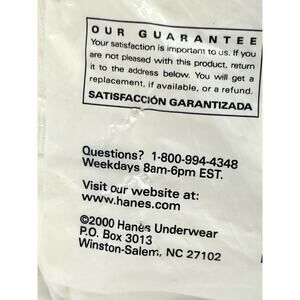 OUR GUARANTEE
Your satisfaction is important to us. If you
are not pleased with this product, return
it to the address below. You will get a
replacement, if available, or a refund.
SATISFACCIÓN GARANTIZADA
Questions? 1-800-994-4348
Weekdays 8am-6pm EST.
Visit our website at:
www.hanes.com
©2000 Hanes Underwear
P.O. Box 3013
Winston-Salem, NC 27102